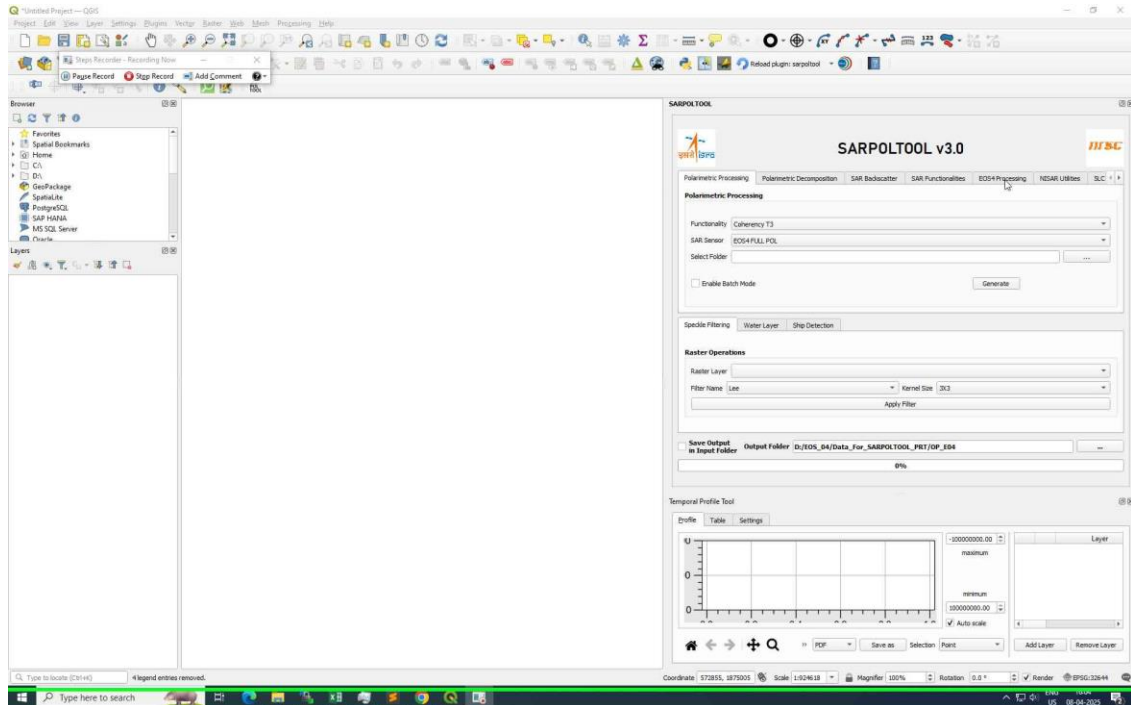 *Untitled Project — QGIS
Project Edit View Layer Settings Plugins Vector Raster Web Mesh Processing Help
Steps Recorder - Recording Now
Pause Record Stop Record Add Comment
Reload plugin: sarpoltool
Browser
Favorites
Spatial Bookmarks
Home
C:\
D:\
GeoPackage
SpatiaLite
PostgreSQL
SAP HANA
MS SQL Server
Oracle
Layers
SARPOLTOOL
इसरो isro
SARPOLTOOL v3.0
Polarimetric Processing Polarimetric Decomposition SAR Backscatter SAR Functionalities EOS4 Processing NISAR Utilities SLC
Polarimetric Processing
Functionality Coherency T3
SAR Sensor EOS4 FULL POL
Select Folder ...
Enable Batch Mode Generate
Speckle Filtering Water Layer Ship Detection
Raster Operations
Raster Layer
Filter Name Lee Kernel Size 3X3
Apply Filter
Save Output in Input Folder Output Folder D:/EOS_04/Data_For_SARPOLTOOL_PRT/OP_E04 ...
0%
Temporal Profile Tool
Profile Table Settings
-100000000.00 Layer
maximum
0
minimum
0 100000000.00
Auto scale
PDF Save as Selection Point Add Layer Remove Layer
Type to locate (Ctrl+K) 4 legend entries removed. Coordinate 572855, 1875005 Scale 1:924618 Magnifier 100% Rotation 0.0 ° Render EPSG:32644
Type here to search ENG
US 08-04-2025